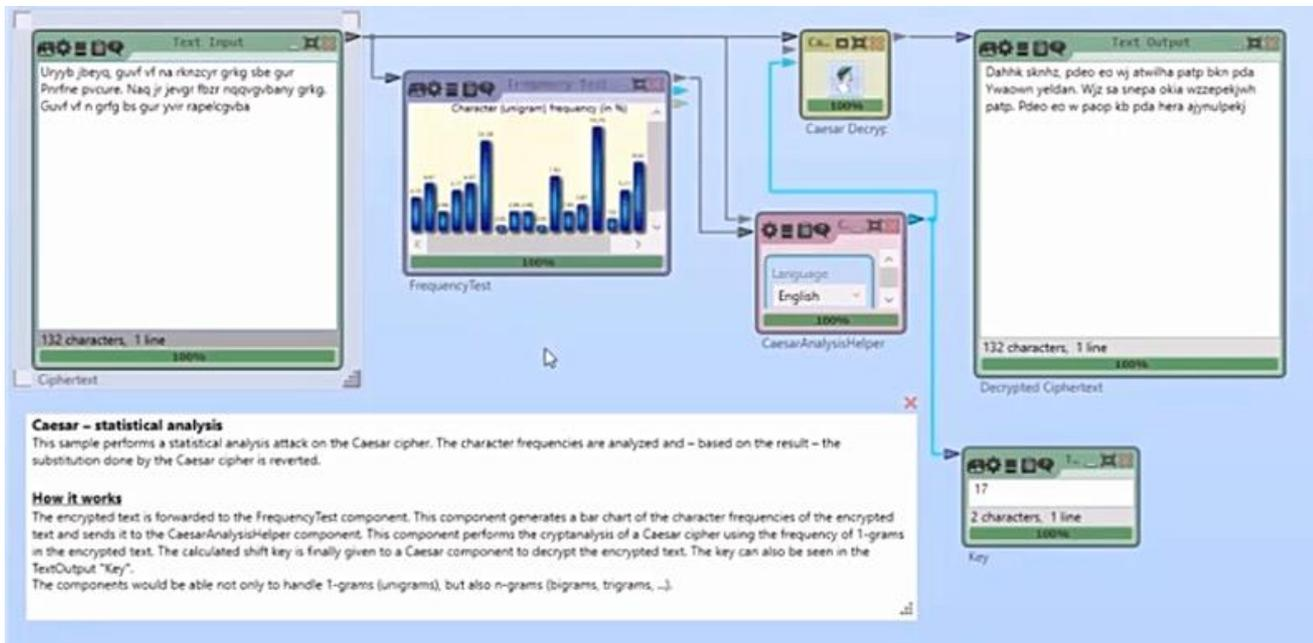 Text Input
Uryyb jbeyq, guvf vf na rknzcyr grkg sbe gur
Pnrfne pvcure. Naq jr jevgr fbzr nqqvgvbany grkg.
Guvf vf n grfg bs gur yvir rapelcgvba
132 characters, 1 line
100%
Ciphertext
Frequency Test
Character (unigram) frequency (in %)
100%
FrequencyTest
Ca...
100%
Caesar Decryp
C...
Language
English
100%
CaesarAnalysisHelper
Text Output
Dahhk sknhz, pdeo eo wj atwilha patp bkn pda
Ywaown yeldan. Wjz sa snepa okia wzzepekjwh
patp. Pdeo eo w paop kb pda hera ajynulpekj
132 characters, 1 line
100%
Decrypted Ciphertext
T...
17
2 characters, 1 line
100%
Key
Caesar – statistical analysis
This sample performs a statistical analysis attack on the Caesar cipher. The character frequencies are analyzed and – based on the result – the
substitution done by the Caesar cipher is reverted.
How it works
The encrypted text is forwarded to the FrequencyTest component. This component generates a bar chart of the character frequencies of the encrypted
text and sends it to the CaesarAnalysisHelper component. This component performs the cryptanalysis of a Caesar cipher using the frequency of 1-grams
in the encrypted text. The calculated shift key is finally given to a Caesar component to decrypt the encrypted text. The key can also be seen in the
TextOutput "Key".
The components would be able not only to handle 1-grams (unigrams), but also n-grams (bigrams, trigrams, ...).